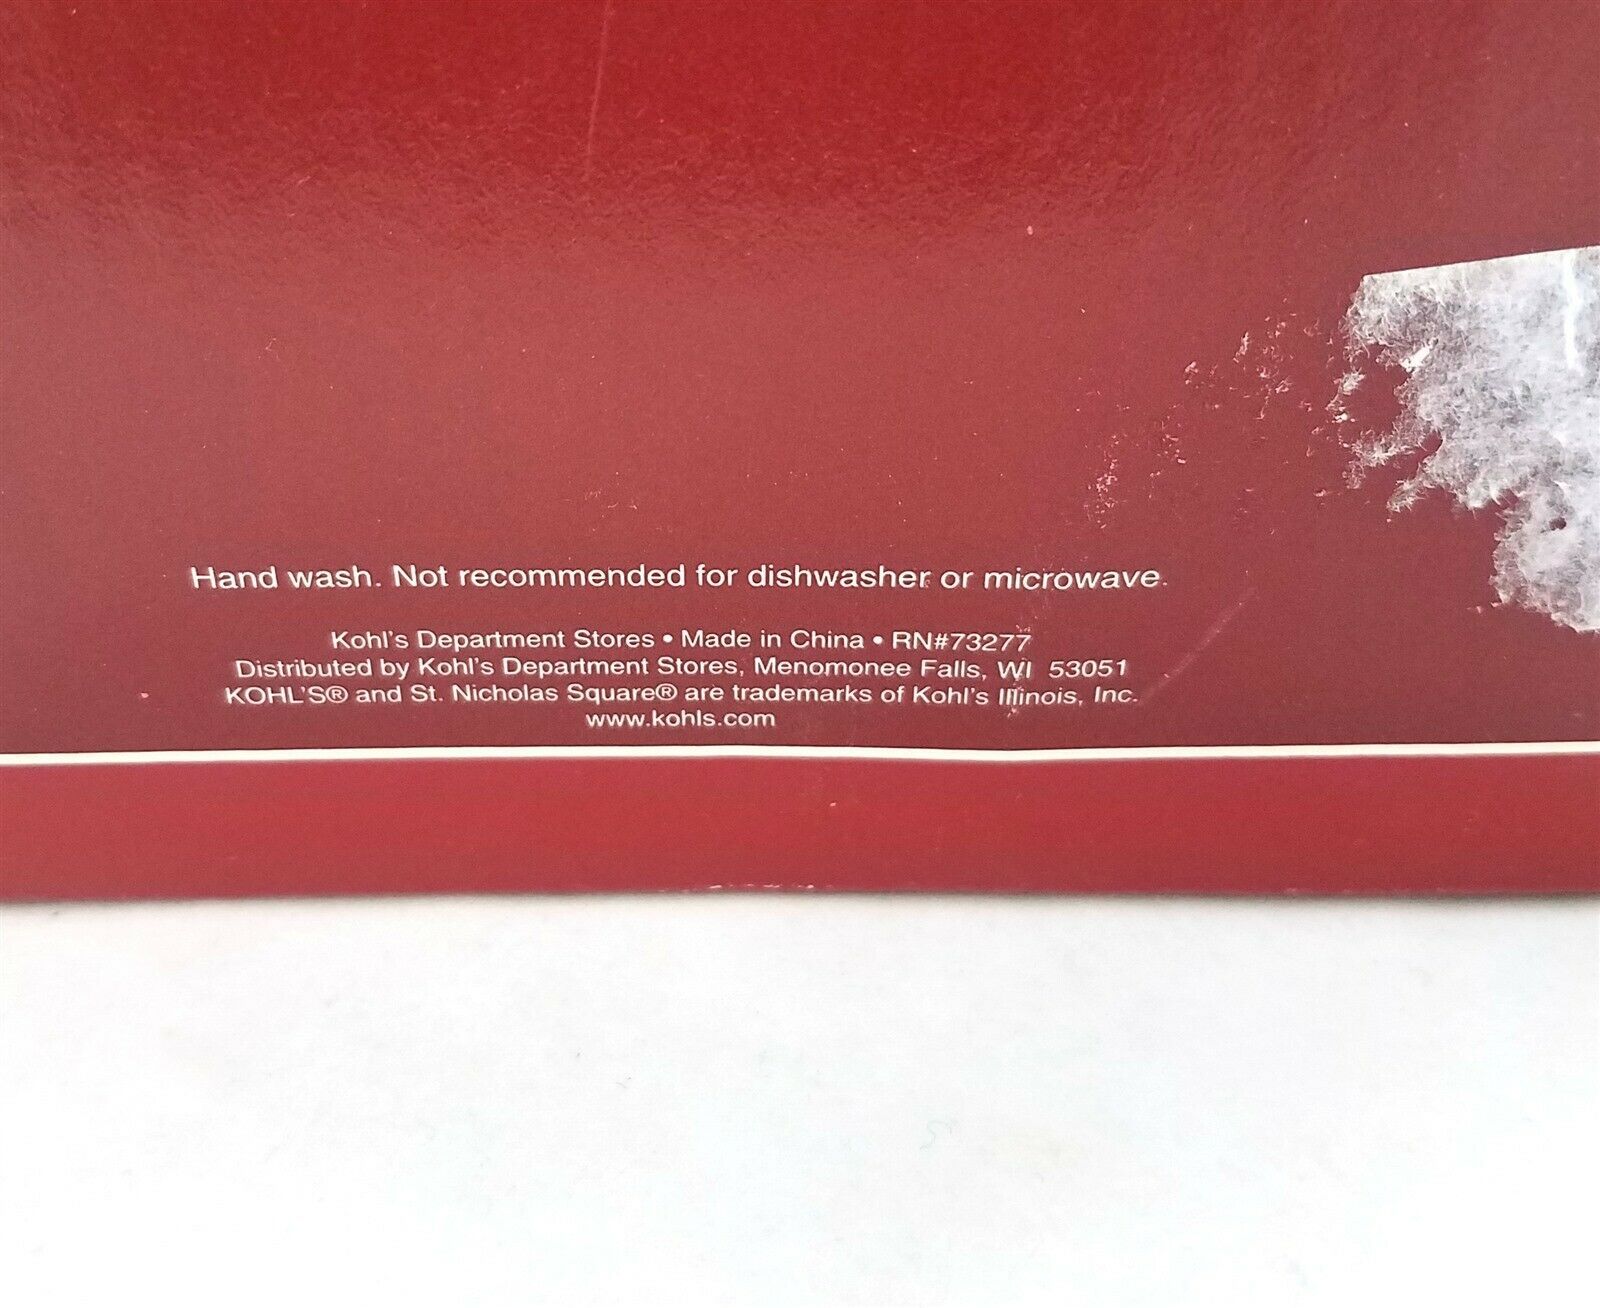 Hand wash. Not recommended for dishwasher or microwave.
Kohl's Department Stores • Made in China • RN#73277
Distributed by Kohl's Department Stores, Menomonee Falls, WI 53051
KOHL'S® and St. Nicholas Square® are trademarks of Kohl's Illinois, Inc.
www.kohls.com